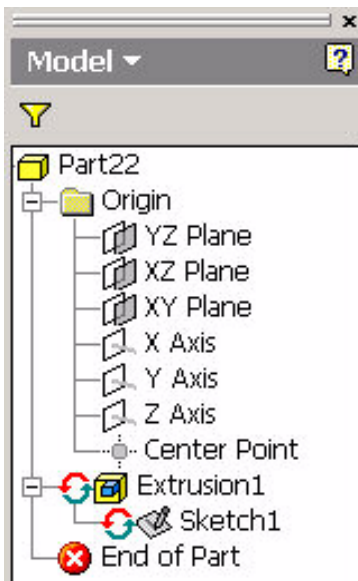 Model
Part22
Origin
YZ Plane
XZ Plane
XY Plane
X Axis
Y Axis
Z Axis
Center Point
Extrusion1
Sketch1
End of Part